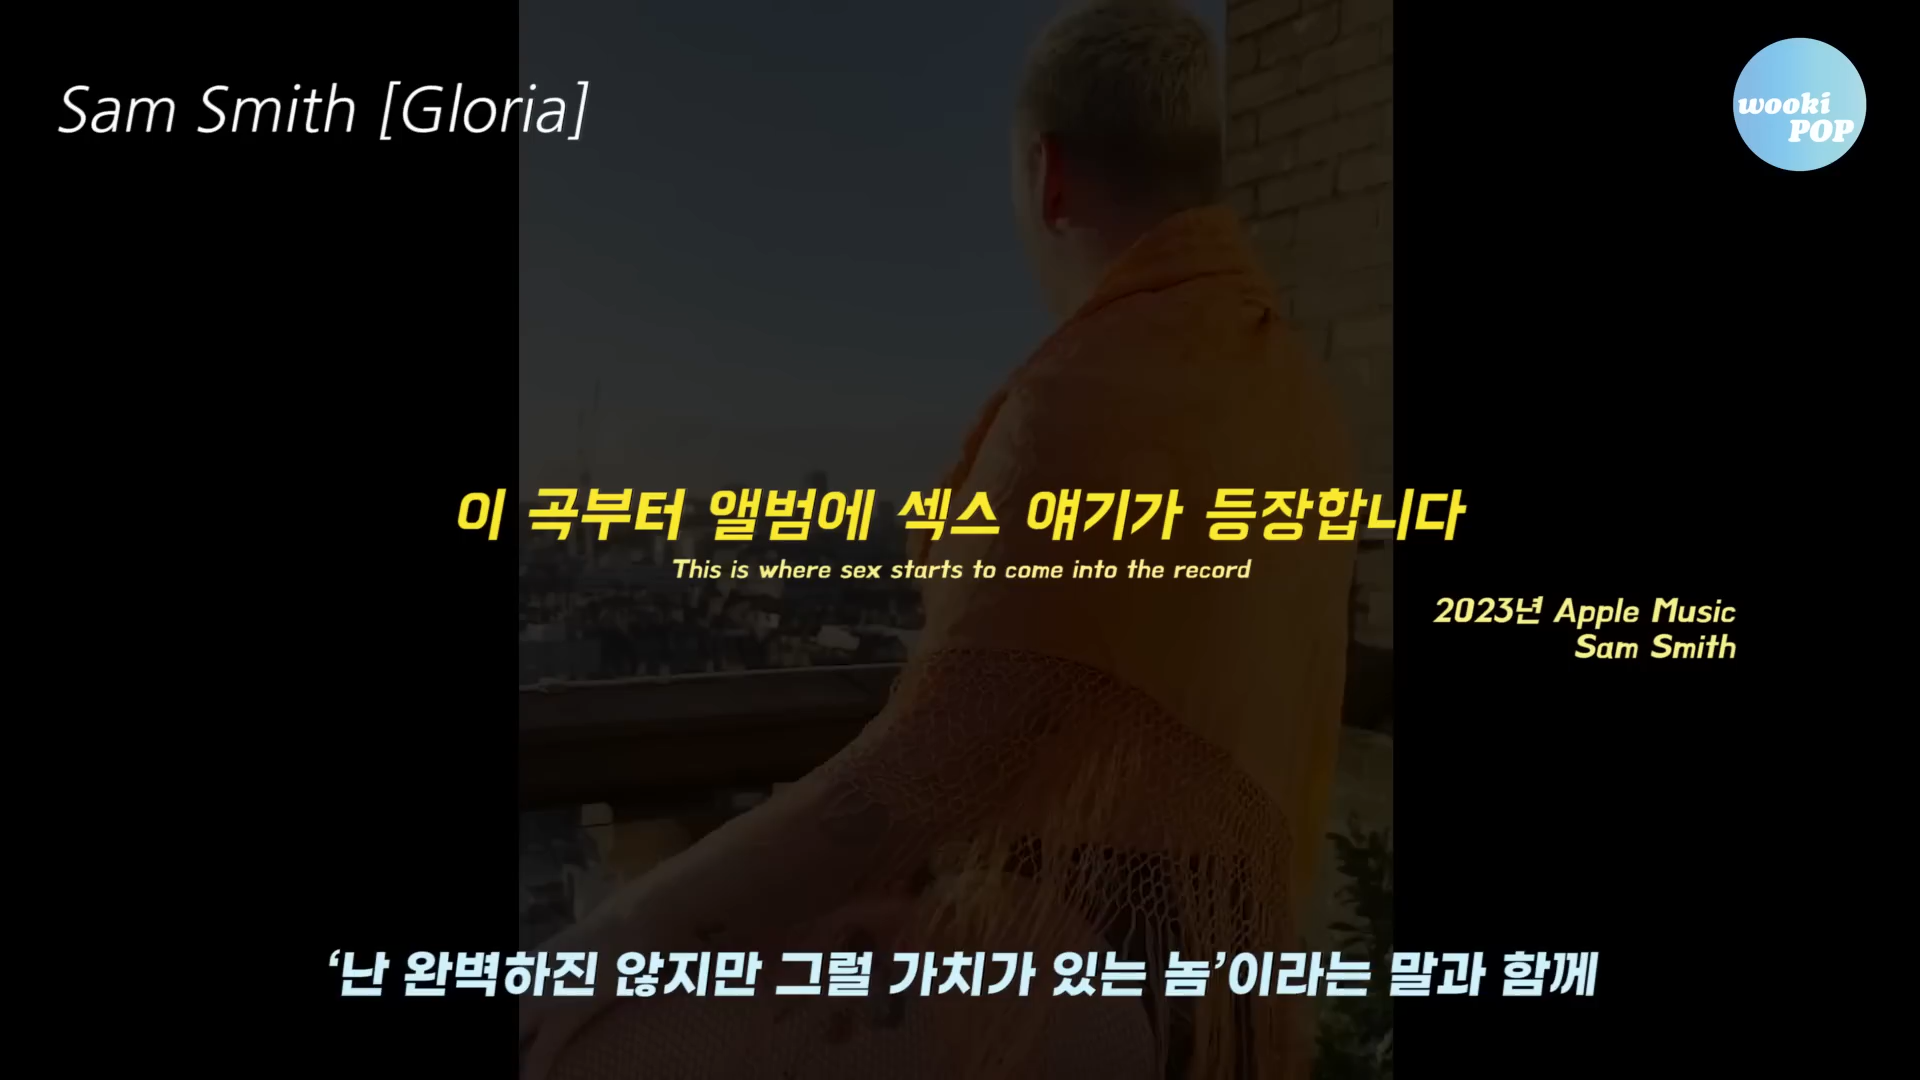 Sam Smith [Gloria]
wooki
POP
이 곡부터 앨범에 섹스 얘기가 등장합니다
This is where sex starts to come into the record
2023년 Apple Music
Sam Smith
‘난 완벽하진 않지만 그럴 가치가 있는 놈’이라는 말과 함께